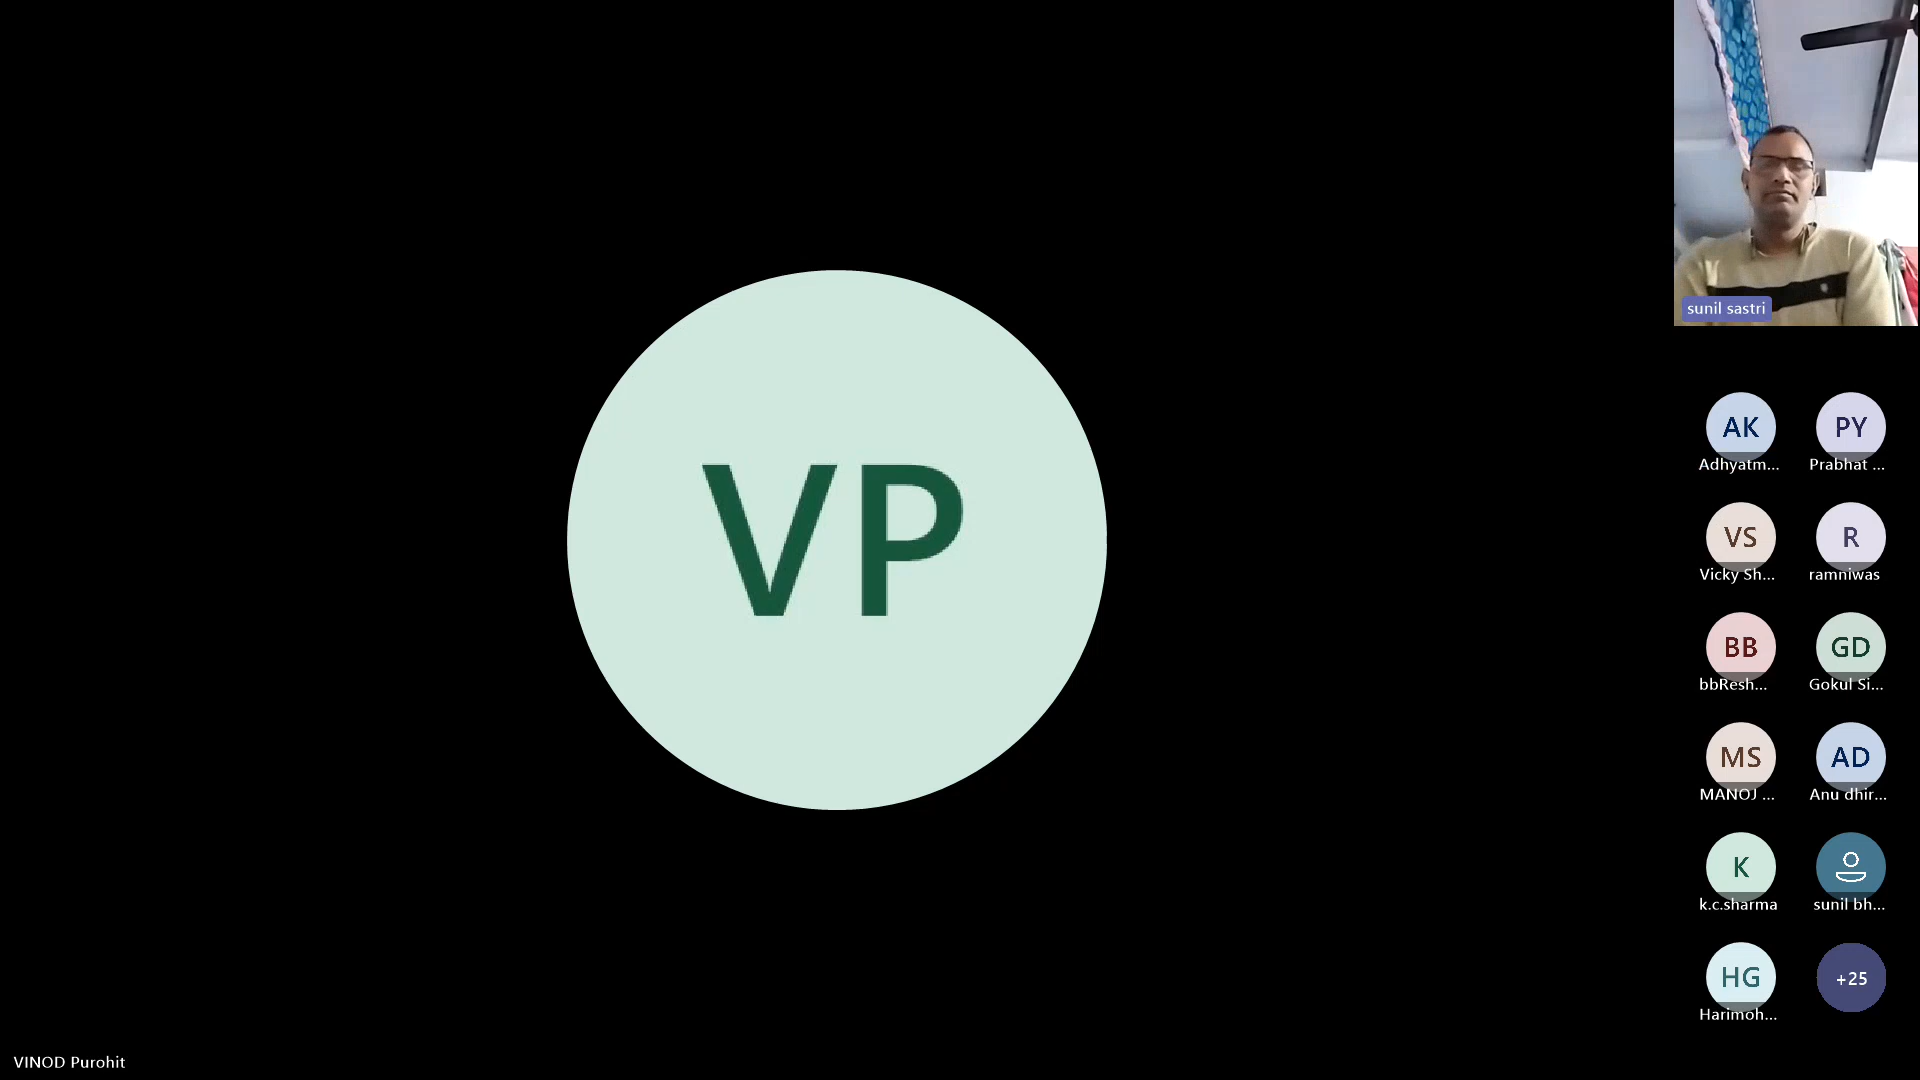 VP
VINOD Purohit
sunil sastri
AK
PY
Adhyatm...
Prabhat ...
VS
R
Vicky Sh...
ramniwas
BB
GD
bbResh...
Gokul Si...
MS
AD
MANOJ ...
Anu dhir...
K
k.c.sharma
sunil bh...
HG
+25
Harimoh...